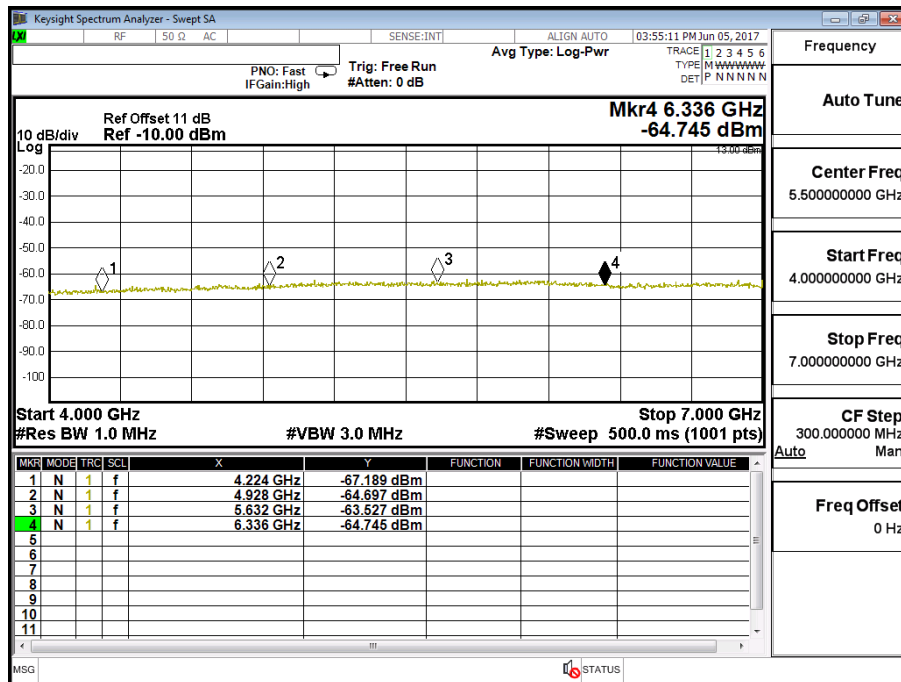 Keysight Spectrum Analyzer - Swept SA
LXI RF 50 Ω AC SENSE:INT ALIGN AUTO 03:55:11 PM Jun 05, 2017
Avg Type: Log-Pwr TRACE 1 2 3 4 5 6
PNO: Fast Trig: Free Run TYPE M WWWWW
IFGain:High #Atten: 0 dB DET P N N N N N
Mkr4 6.336 GHz
-64.745 dBm
Ref Offset 11 dB
10 dB/div Ref -10.00 dBm
Log
-13.00 dBm
-20.0
-30.0
-40.0
-50.0
-60.0
-70.0
-80.0
-90.0
-100
1
2
3
4
Start 4.000 GHz Stop 7.000 GHz
#Res BW 1.0 MHz #VBW 3.0 MHz #Sweep 500.0 ms (1001 pts)
MKR MODE TRC SCL X Y FUNCTION FUNCTION WIDTH FUNCTION VALUE
1 N 1 f 4.224 GHz -67.189 dBm
2 N 1 f 4.928 GHz -64.697 dBm
3 N 1 f 5.632 GHz -63.527 dBm
4 N 1 f 6.336 GHz -64.745 dBm
5
6
7
8
9
10
11
MSG STATUS
Frequency
Auto Tune
Center Freq
5.500000000 GHz
Start Freq
4.000000000 GHz
Stop Freq
7.000000000 GHz
CF Step
300.000000 MHz
Auto Man
Freq Offset
0 Hz